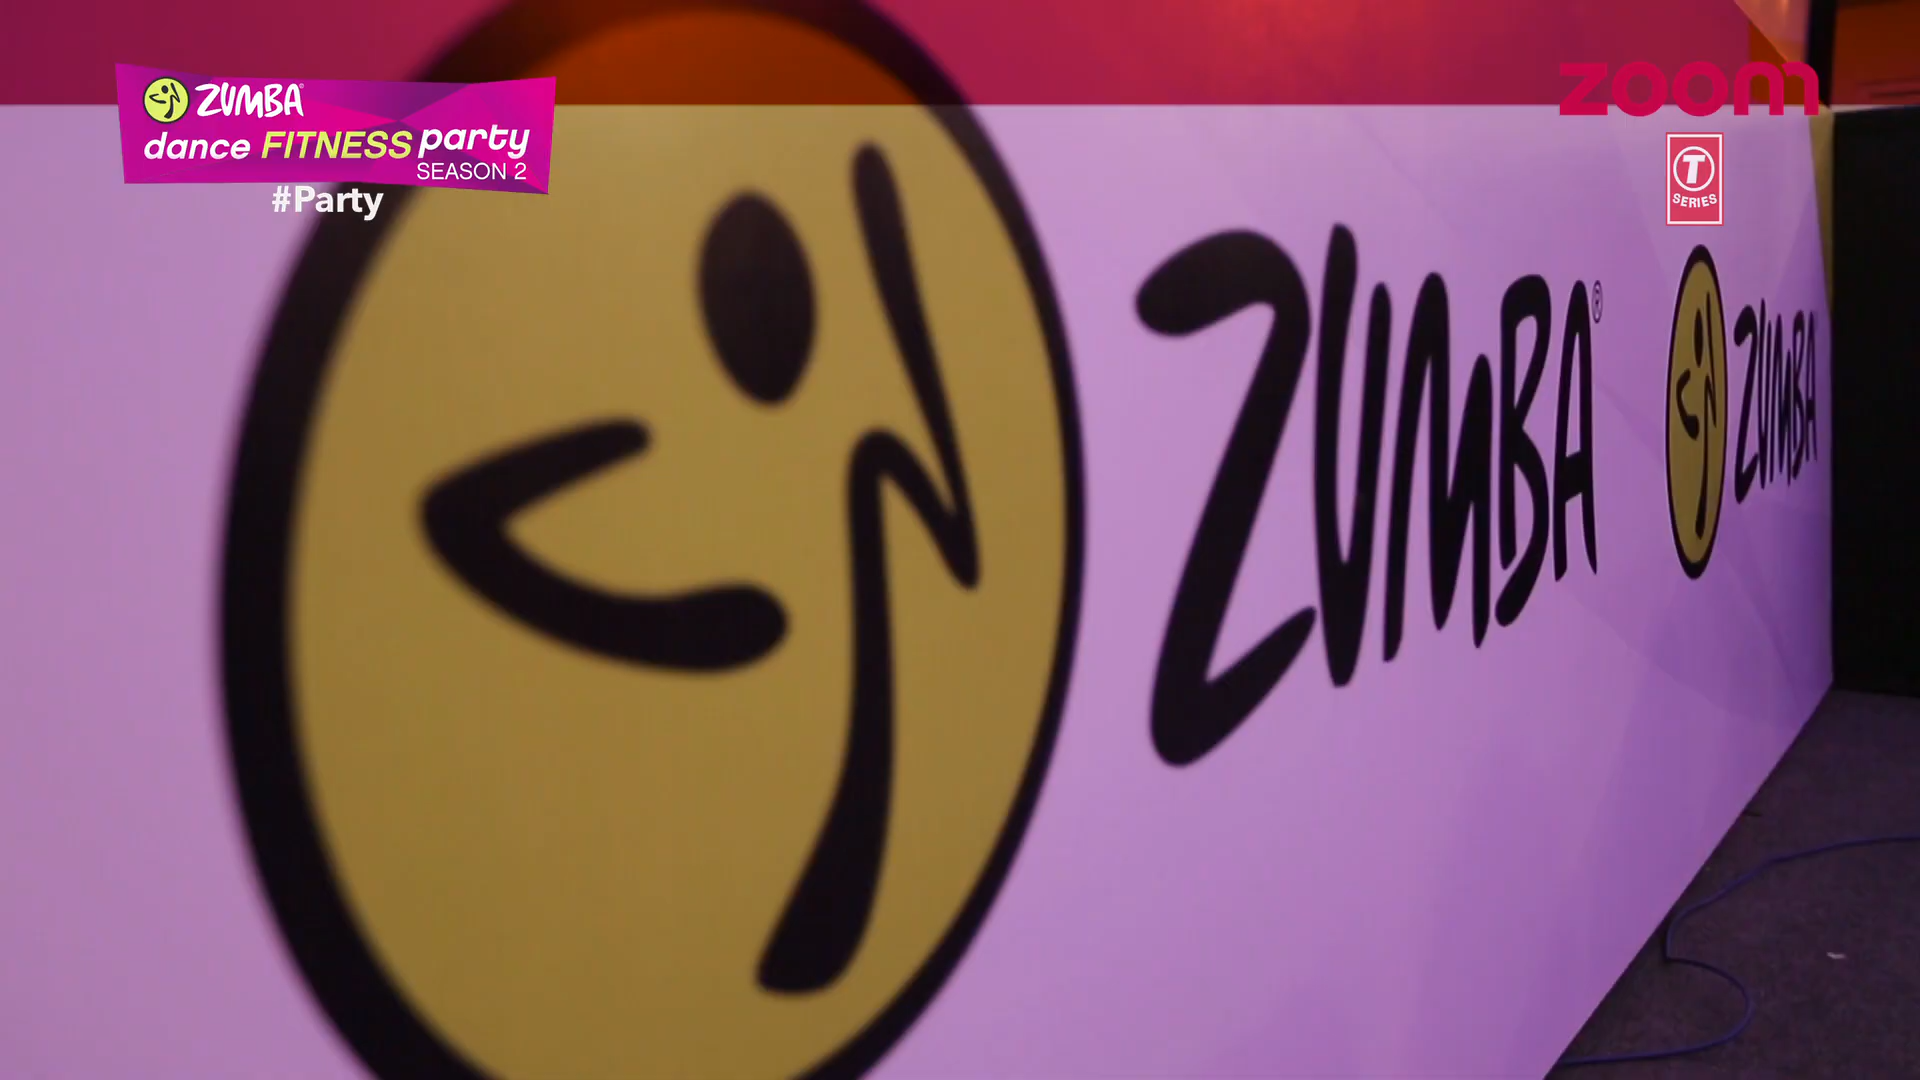 ZUMBA®
dance FITNESS party
SEASON 2
#Party
zoom
T
SERIES
ZUMBA®
ZUMBA